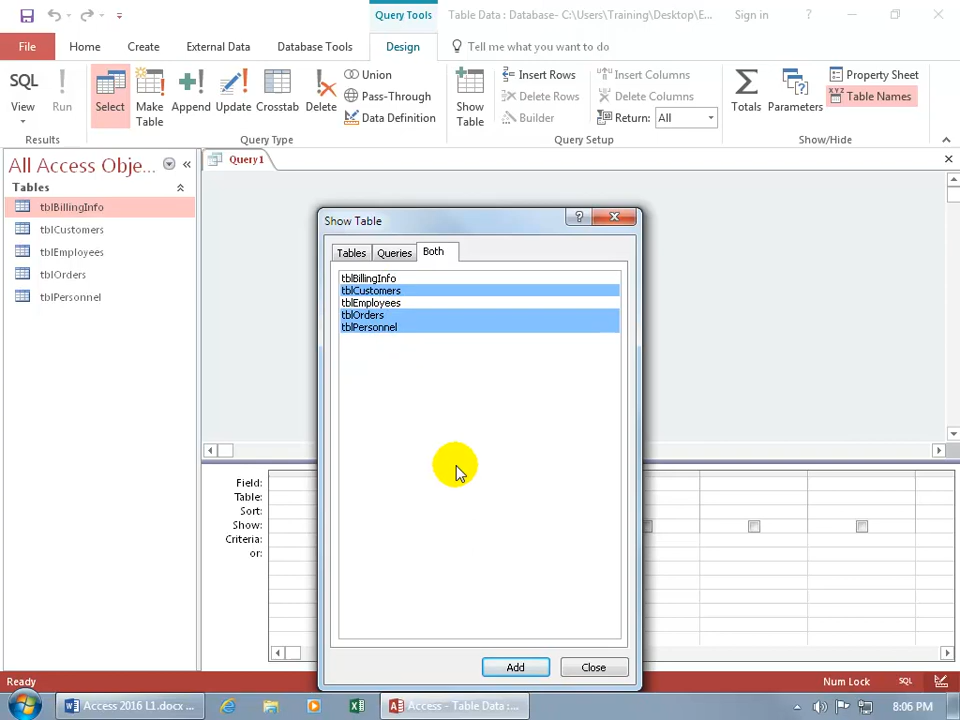 Query Tools
Table Data : Database- C:\Users\Training\Desktop\E...
Sign in
?
File
Home
Create
External Data
Database Tools
Design
Tell me what you want to do
SQL
View
Run
Results
Select
Make Table
Append
Update
Crosstab
Delete
Union
Pass-Through
Data Definition
Query Type
Show Table
Insert Rows
Delete Rows
Builder
Insert Columns
Delete Columns
Return: All
Query Setup
Totals
Parameters
Property Sheet
XYZ
Table Names
Show/Hide
All Access Obje...
Tables
tblBillingInfo
tblCustomers
tblEmployees
tblOrders
tblPersonnel
Query1
Show Table
?
Tables
Queries
Both
tblBillingInfo
tblCustomers
tblEmployees
tblOrders
tblPersonnel
Add
Close
Field:
Table:
Sort:
Show:
Criteria:
or:
Ready
Num Lock
SQL
Access 2016 L1.docx ...
Access - Table Data :...
8:06 PM